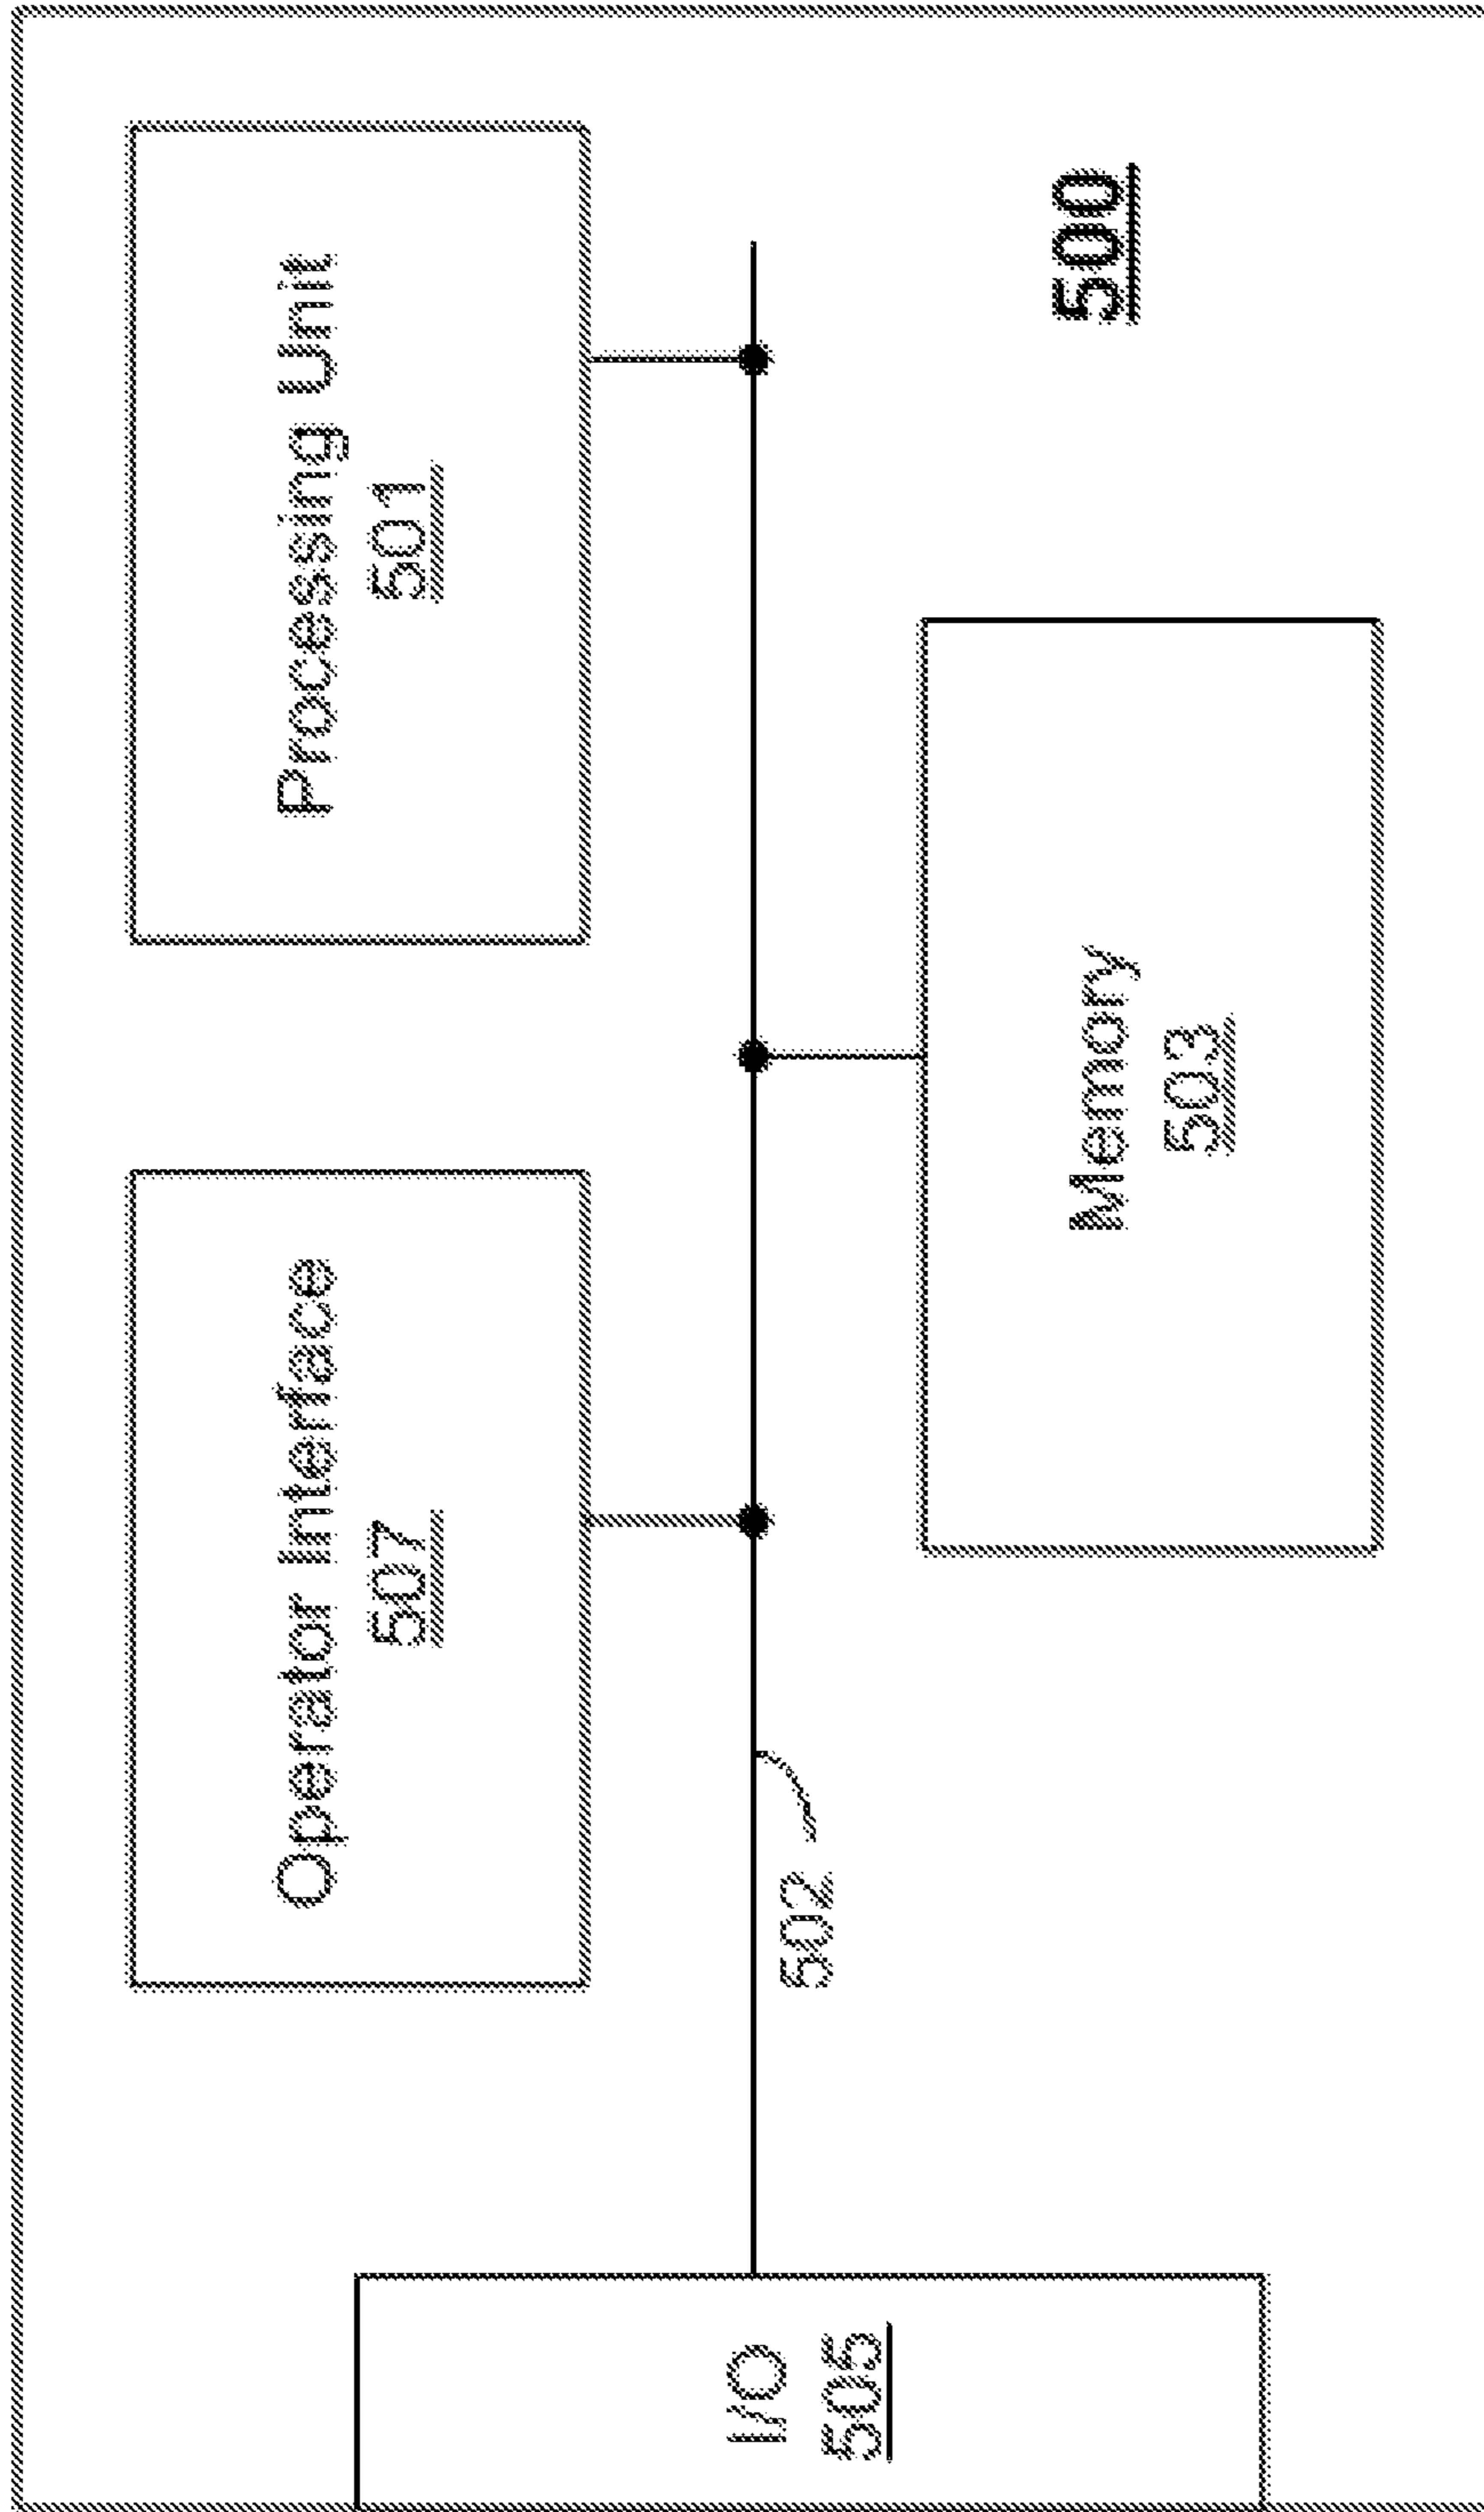 Operator Interface
507
Processing Unit
501
I/O
505
502
Memory
503
500